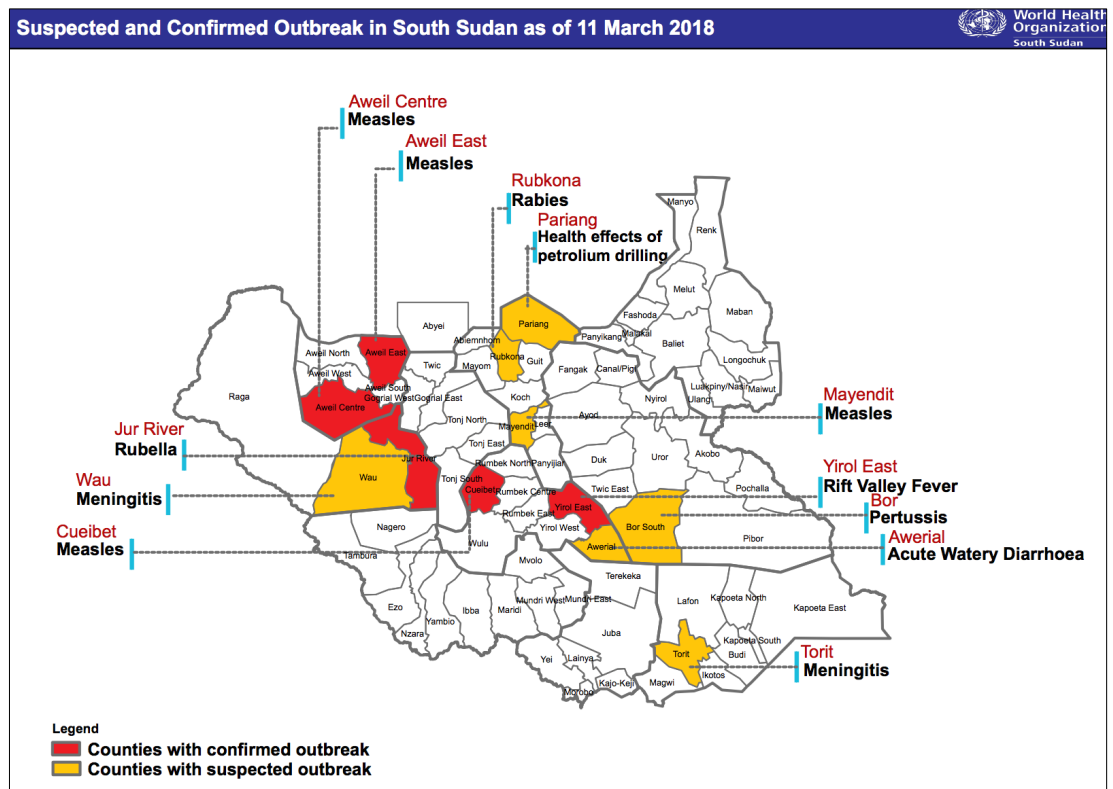 Suspected and Confirmed Outbreak in South Sudan as of 11 March 2018
World Health
Organization
South Sudan
Aweil Centre
Measles
Aweil East
Measles
Rubkona
Rabies
Pariang
Health effects of
petrolium drilling
Manyo
Renk
Melut
Maban
Fashoda
Malakal
Panyikang
Baliet
Longochuk
Luakpiny/Nasir
Maiwut
Ulang
Abyei
Pariang
Abiemnhom
Rubkona
Guit
Mayom
Twic
Aweil North
Aweil East
Aweil West
Aweil South
Gogrial West
Gogrial East
Aweil Centre
Raga
Fangak
Canal/Pigi
Nyirol
Koch
Ayod
Mayendit
Leer
Tonj North
Tonj East
Jur River
Wau
Tonj South
Cueibet
Rumbek North
Panyijiar
Rumbek Centre
Rumbek East
Duk
Uror
Akobo
Twic East
Pochalla
Yirol East
Yirol West
Bor South
Pibor
Awerial
Nagero
Wulu
Tambura
Mvolo
Terekeka
Ezo
Nzara
Yambio
Ibba
Maridi
Mundri West
Mundri East
Juba
Lafon
Kapoeta North
Kapoeta East
Kapoeta South
Budi
Torit
Ikotos
Magwi
Yei
Lainya
Morobo
Kajo-Keji
Mayendit
Measles
Jur River
Rubella
Wau
Meningitis
Cueibet
Measles
Yirol East
Rift Valley Fever
Bor
Pertussis
Awerial
Acute Watery Diarrhoea
Torit
Meningitis
Legend
Counties with confirmed outbreak
Counties with suspected outbreak